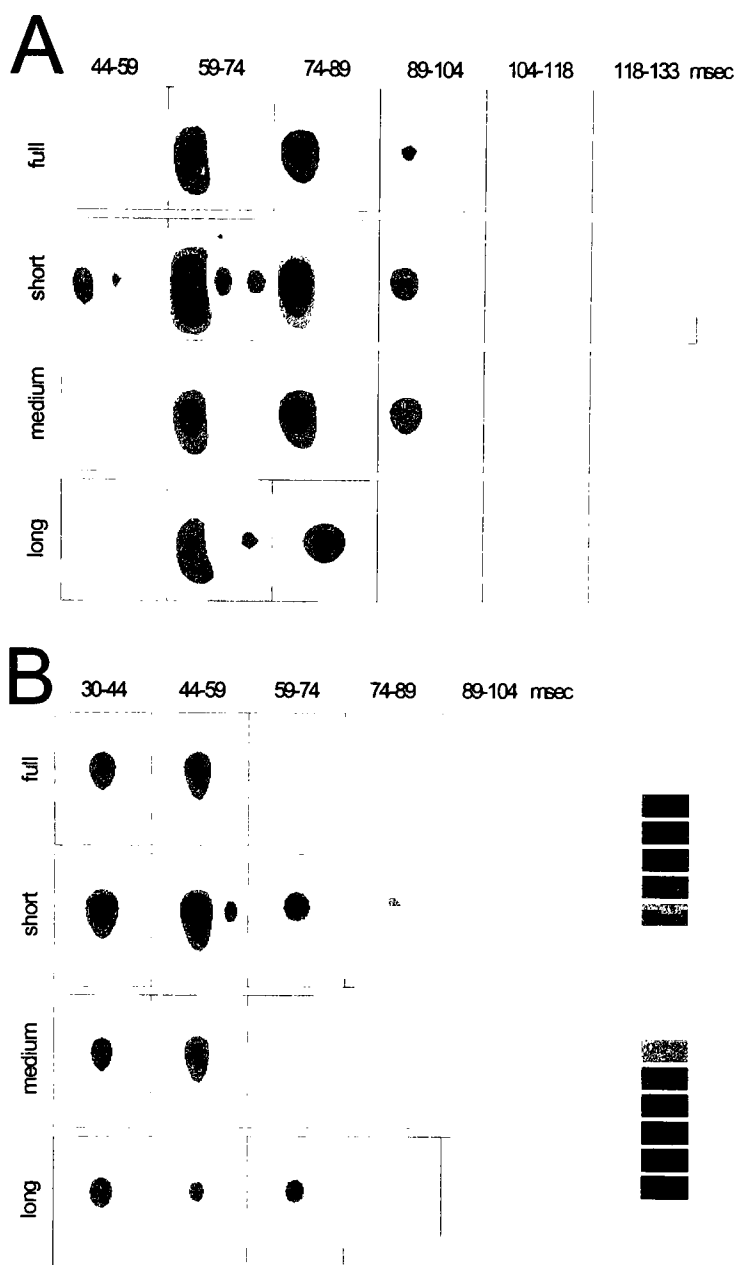 A
44-59 59-74 74-89 89-104 104-118 118-133 msec
full
short
medium
long
B
30-44 44-59 59-74 74-89 89-104 msec
full
short
medium
long